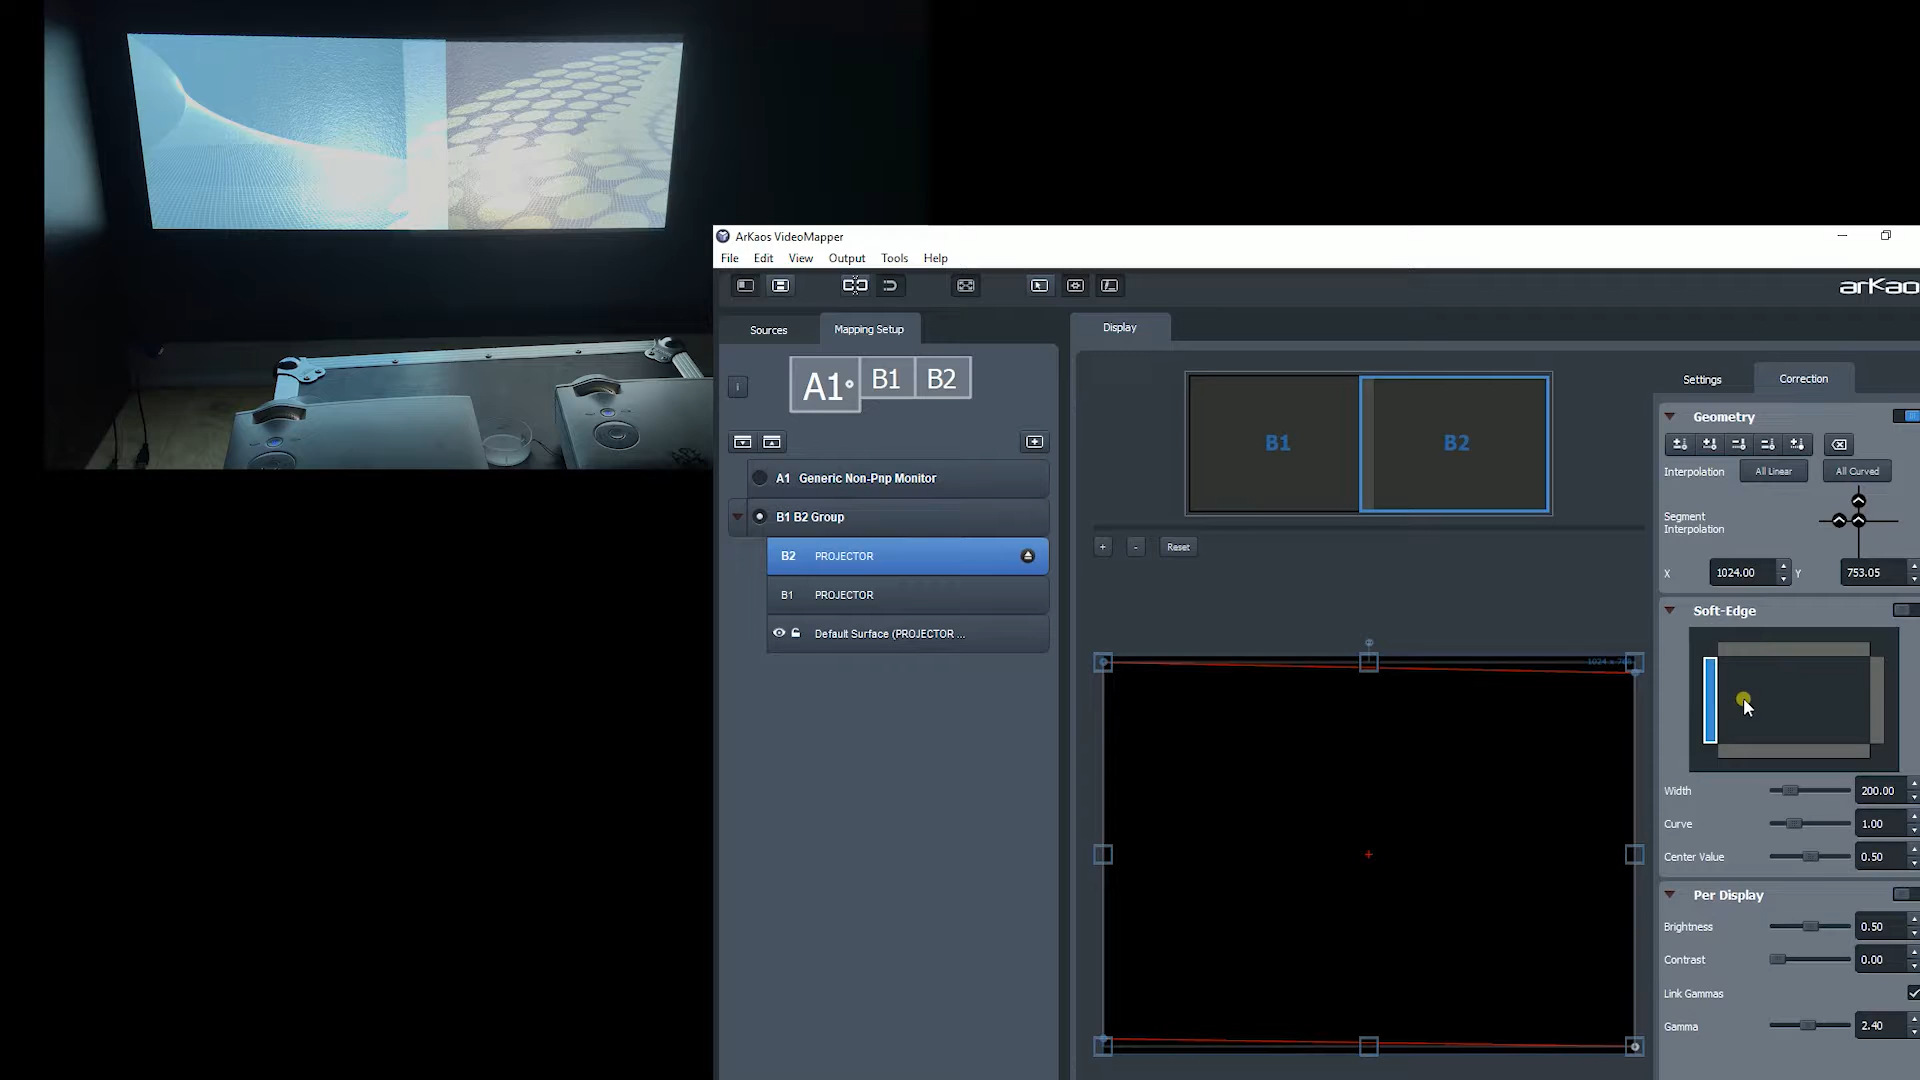 ArKaos VideoMapper
File Edit View Output Tools Help
arKao
Sources Mapping Setup
Display
A1 B1 B2
Settings Correction
B1 B2
Geometry
A1 Generic Non-Pnp Monitor
Interpolation All Linear All Curved
B1 B2 Group
Segment
Interpolation
B2 PROJECTOR
+ - Reset
X 1024.00 Y 753.05
B1 PROJECTOR
Soft-Edge
Default Surface (PROJECTOR ...
Width 200.00
Curve 1.00
Center Value 0.50
Per Display
Brightness 0.50
Contrast 0.00
Link Gammas
Gamma 2.40